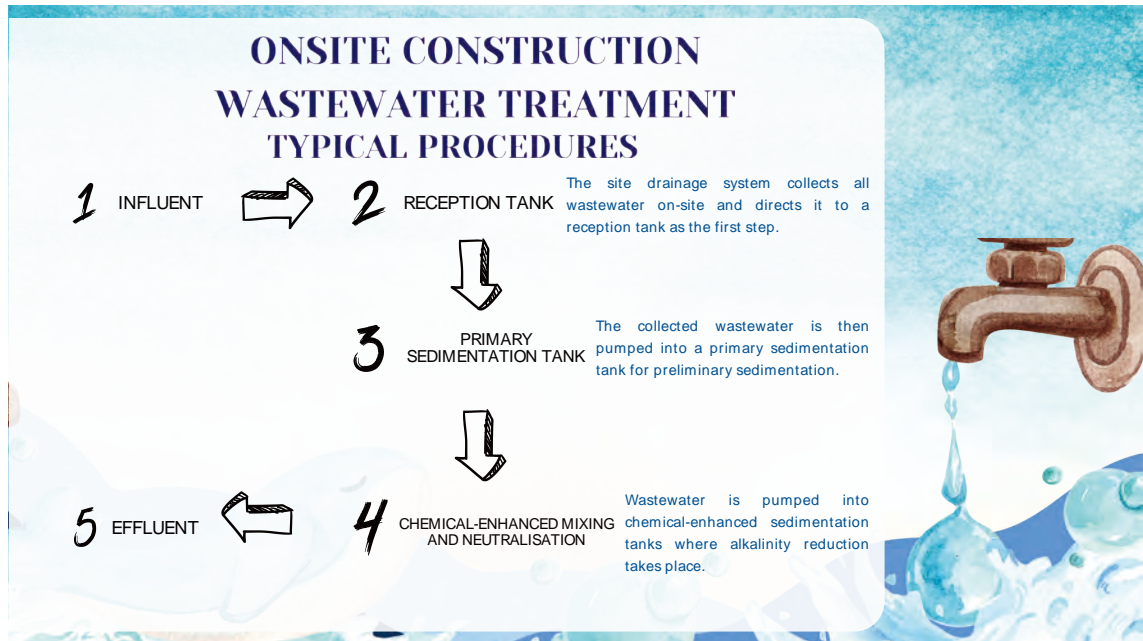 ONSITE CONSTRUCTION
WASTEWATER TREATMENT
TYPICAL PROCEDURES
1 INFLUENT
2 RECEPTION TANK
The site drainage system collects all
wastewater on-site and directs it to a
reception tank as the first step.
3 PRIMARY
SEDIMENTATION TANK
The collected wastewater is then
pumped into a primary sedimentation
tank for preliminary sedimentation.
4 CHEMICAL-ENHANCED MIXING
AND NEUTRALISATION
Wastewater is pumped into
chemical-enhanced sedimentation
tanks where alkalinity reduction
takes place.
5 EFFLUENT